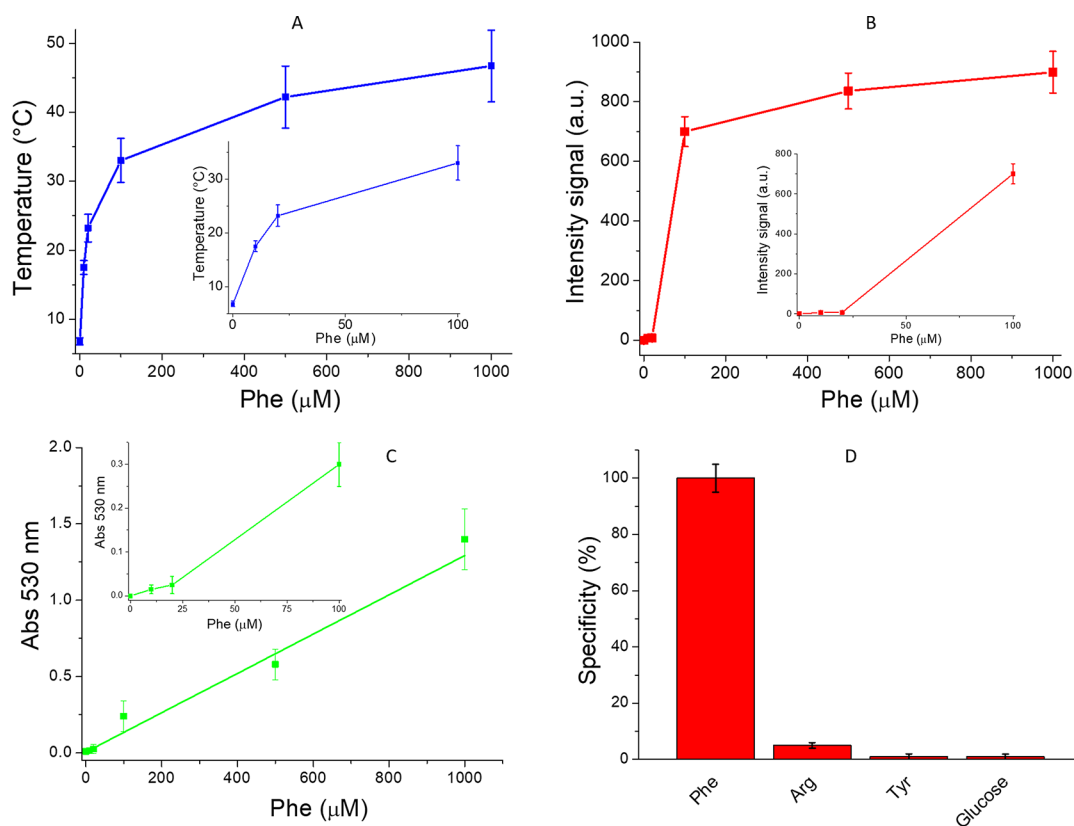 A
Temperature (°C)
50
40
30
20
10
0 200 400 600 800 1000
Phe (μM)
Temperature (°C)
30
20
10
0 50 100
Phe (μM)
B
Intensity signal (a.u.)
1000
800
600
400
200
0
0 200 400 600 800 1000
Phe (μM)
Intensity signal (a.u.)
800
600
400
200
0
0 50 100
Phe (μM)
C
Abs 530 nm
2.0
1.5
1.0
0.5
0.0
0 200 400 600 800 1000
Phe (μM)
Abs 530 nm
0.3
0.2
0.1
0.0
0 25 50 75 100
Phe (μM)
D
Specificity (%)
100
80
60
40
20
0
Phe
Arg
Tyr
Glucose